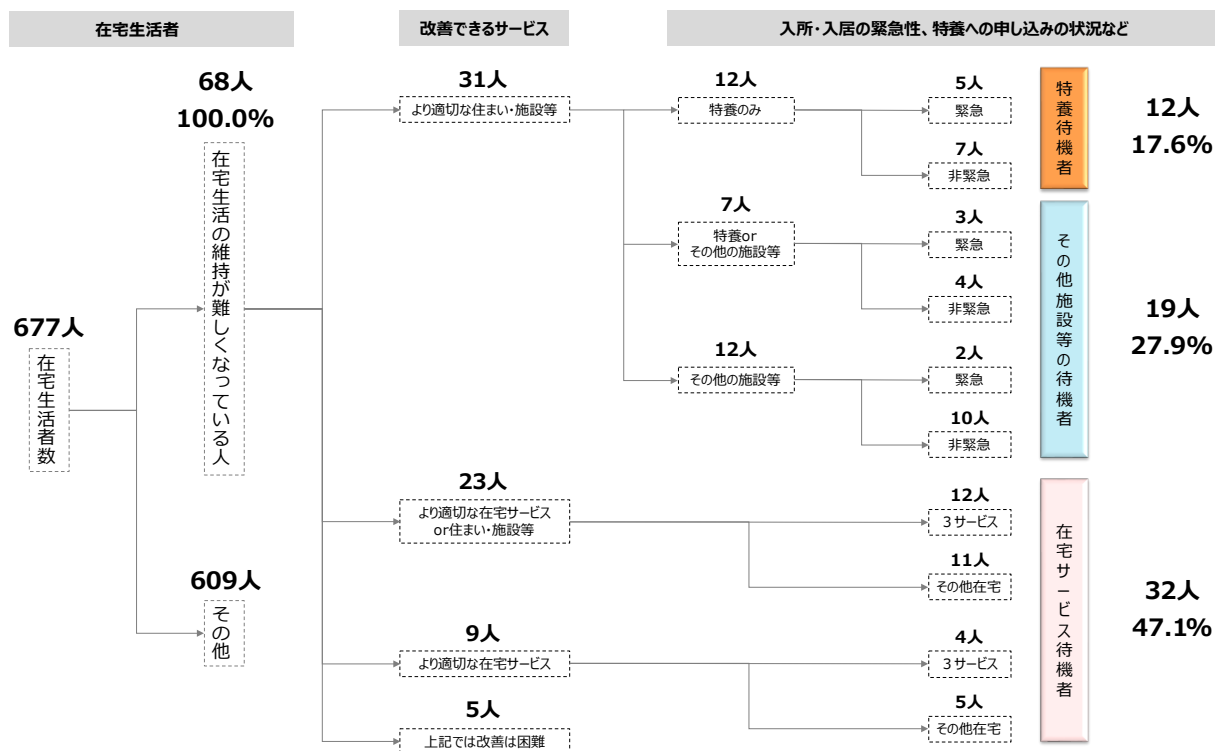 在宅生活者
改善できるサービス
入所・入居の緊急性、特養への申し込みの状況など
677人
在宅生活者数
68人
100.0%
在宅生活の維持が難しくなっている人
609人
その他
31人
より適切な住まい・施設等
12人
特養のみ
5人
緊急
7人
非緊急
7人
特養or
その他の施設等
3人
緊急
4人
非緊急
12人
その他の施設等
2人
緊急
10人
非緊急
23人
より適切な在宅サービス
or住まい・施設等
12人
3サービス
11人
その他在宅
9人
より適切な在宅サービス
4人
3サービス
5人
その他在宅
5人
上記では改善は困難
特養待機者
12人
17.6%
その他施設等の待機者
19人
27.9%
在宅サービス待機者
32人
47.1%